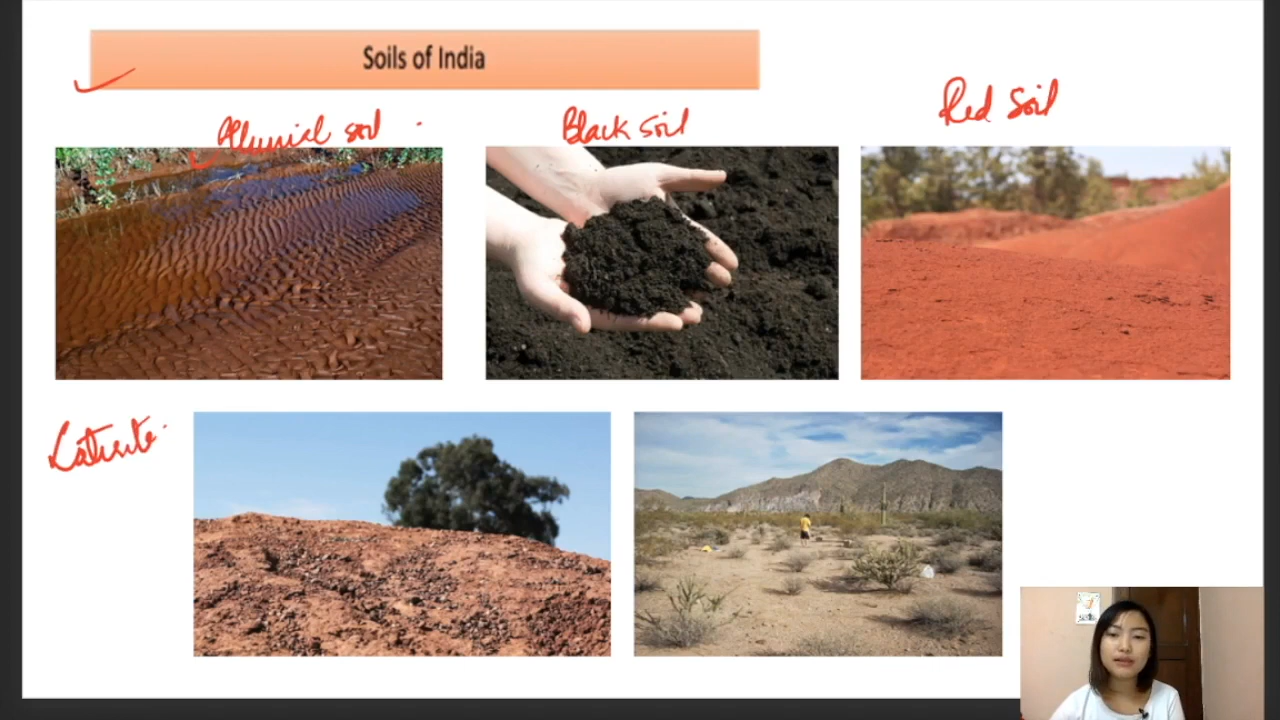 Soils of India
Alluvial soil
Black soil
Red Soil
Laterite